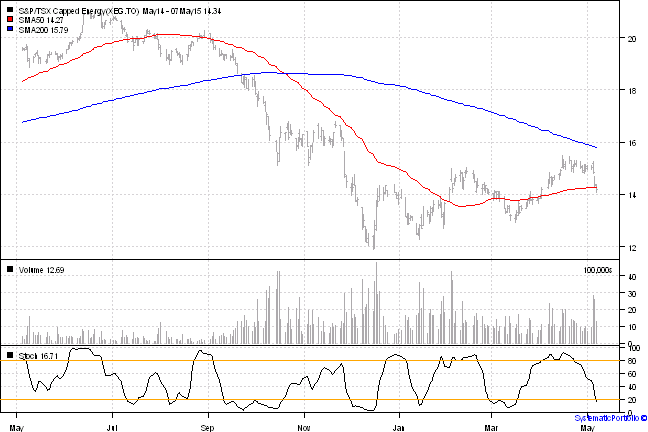 S&P/TSX Capped Energy(XEG.TO) May14 - 07May15 14.34
SMA50 14.27
SMA200 15.79
20
18
16
14
12
Volume 12.69
100,000s
40
30
20
10
0
Stoch 16.71
100
80
60
40
20
0
May Jul Sep Nov Jan Mar May
SystematicPortfolio ©